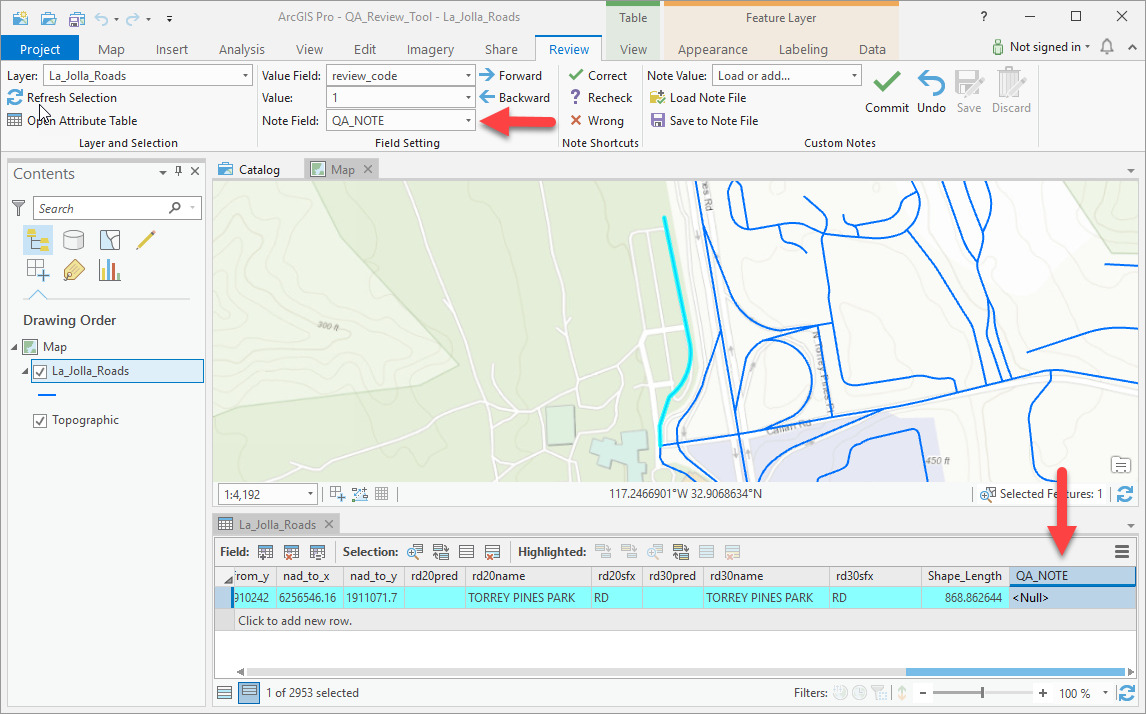 ArcGIS Pro - QA_Review_Tool - La_Jolla_Roads
Table
Feature Layer
?
Project
Map
Insert
Analysis
View
Edit
Imagery
Share
Review
View
Appearance
Labeling
Data
Not signed in
Layer: La_Jolla_Roads
Refresh Selection
Open Attribute Table
Layer and Selection
Value Field: review_code
Value: 1
Note Field: QA_NOTE
Forward
Backward
Field Setting
Correct
? Recheck
Wrong
Note Shortcuts
Note Value: Load or add...
Load Note File
Save to Note File
Commit
Undo
Save
Discard
Custom Notes
Contents
Search
Drawing Order
Map
La_Jolla_Roads
Topographic
Catalog
Map
nes Rd
300 ft
N Torrey Pines Pl
Callan Rd
450 ft
1:4,192
117.2466901°W 32.9068634°N
Selected Features: 1
La_Jolla_Roads
Field:
Selection:
Highlighted:
rom_y nad_to_x nad_to_y rd20pred rd20name rd20sfx rd30pred rd30name rd30sfx Shape_Length QA_NOTE
910242 6256546.16 1911071.7 TORREY PINES PARK RD TORREY PINES PARK RD 868.862644 <Null>
Click to add new row.
1 of 2953 selected
Filters:
100 %